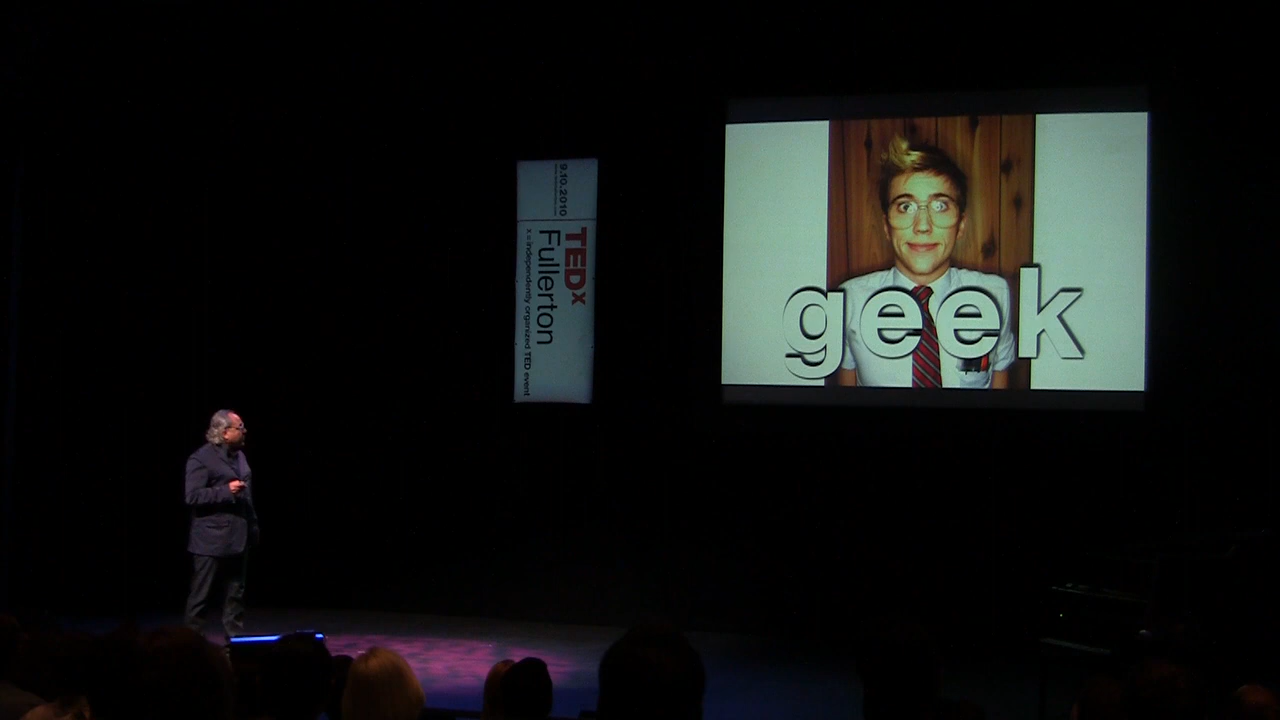 9.10.2010
TEDx
Fullerton
x = independently organized TED event
geek